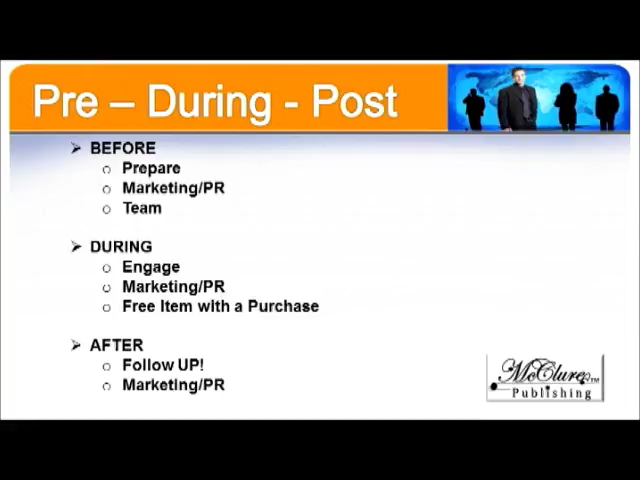 Pre – During - Post
➢ BEFORE
o Prepare
o Marketing/PR
o Team
➢ DURING
o Engage
o Marketing/PR
o Free Item with a Purchase
➢ AFTER
o Follow UP!
o Marketing/PR
McClure™
Publishing